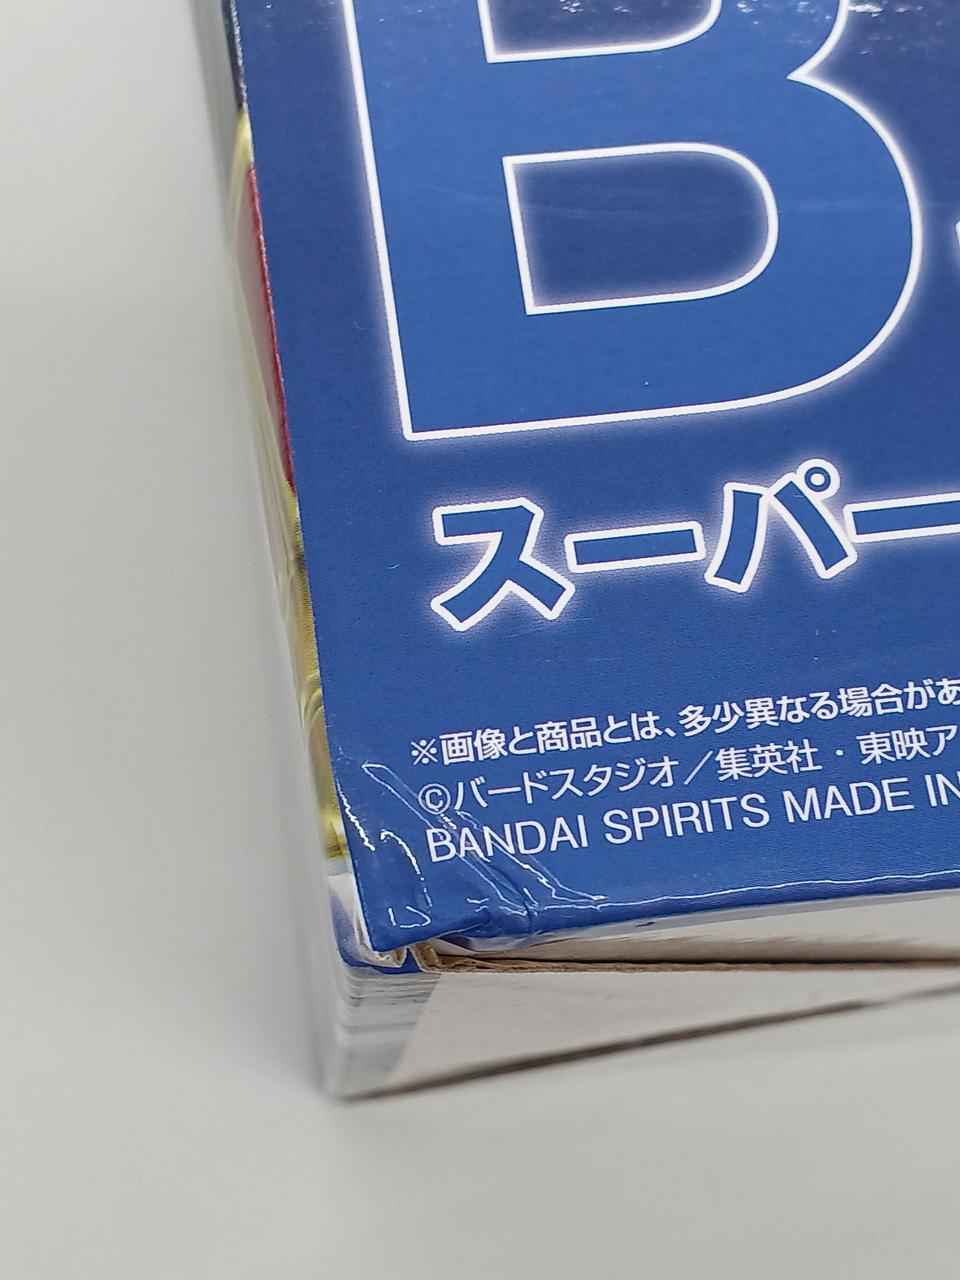 B
スーパー
※画像と商品とは、多少異なる場合があ
©バードスタジオ／集英社・東映ア
BANDAI SPIRITS MADE IN